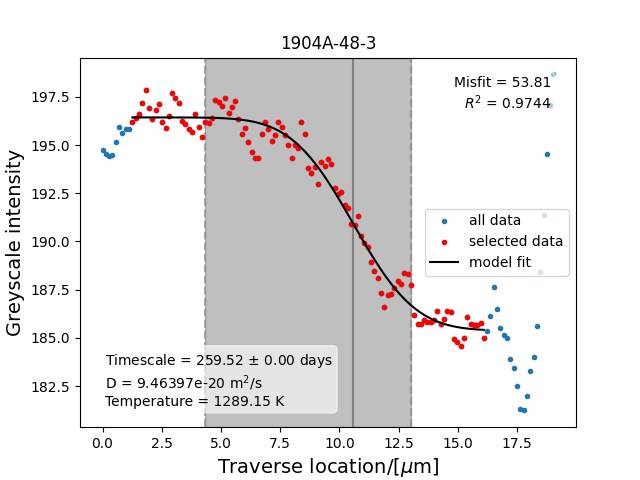 1904A-48-3
Misfit = 53.81
R² = 0.9744
197.5
195.0
192.5
190.0
187.5
185.0
182.5
Greyscale intensity
all data
selected data
model fit
Timescale = 259.52 ± 0.00 days
D = 9.46397e-20 m²/s
Temperature = 1289.15 K
0.0 2.5 5.0 7.5 10.0 12.5 15.0 17.5
Traverse location/[μm]